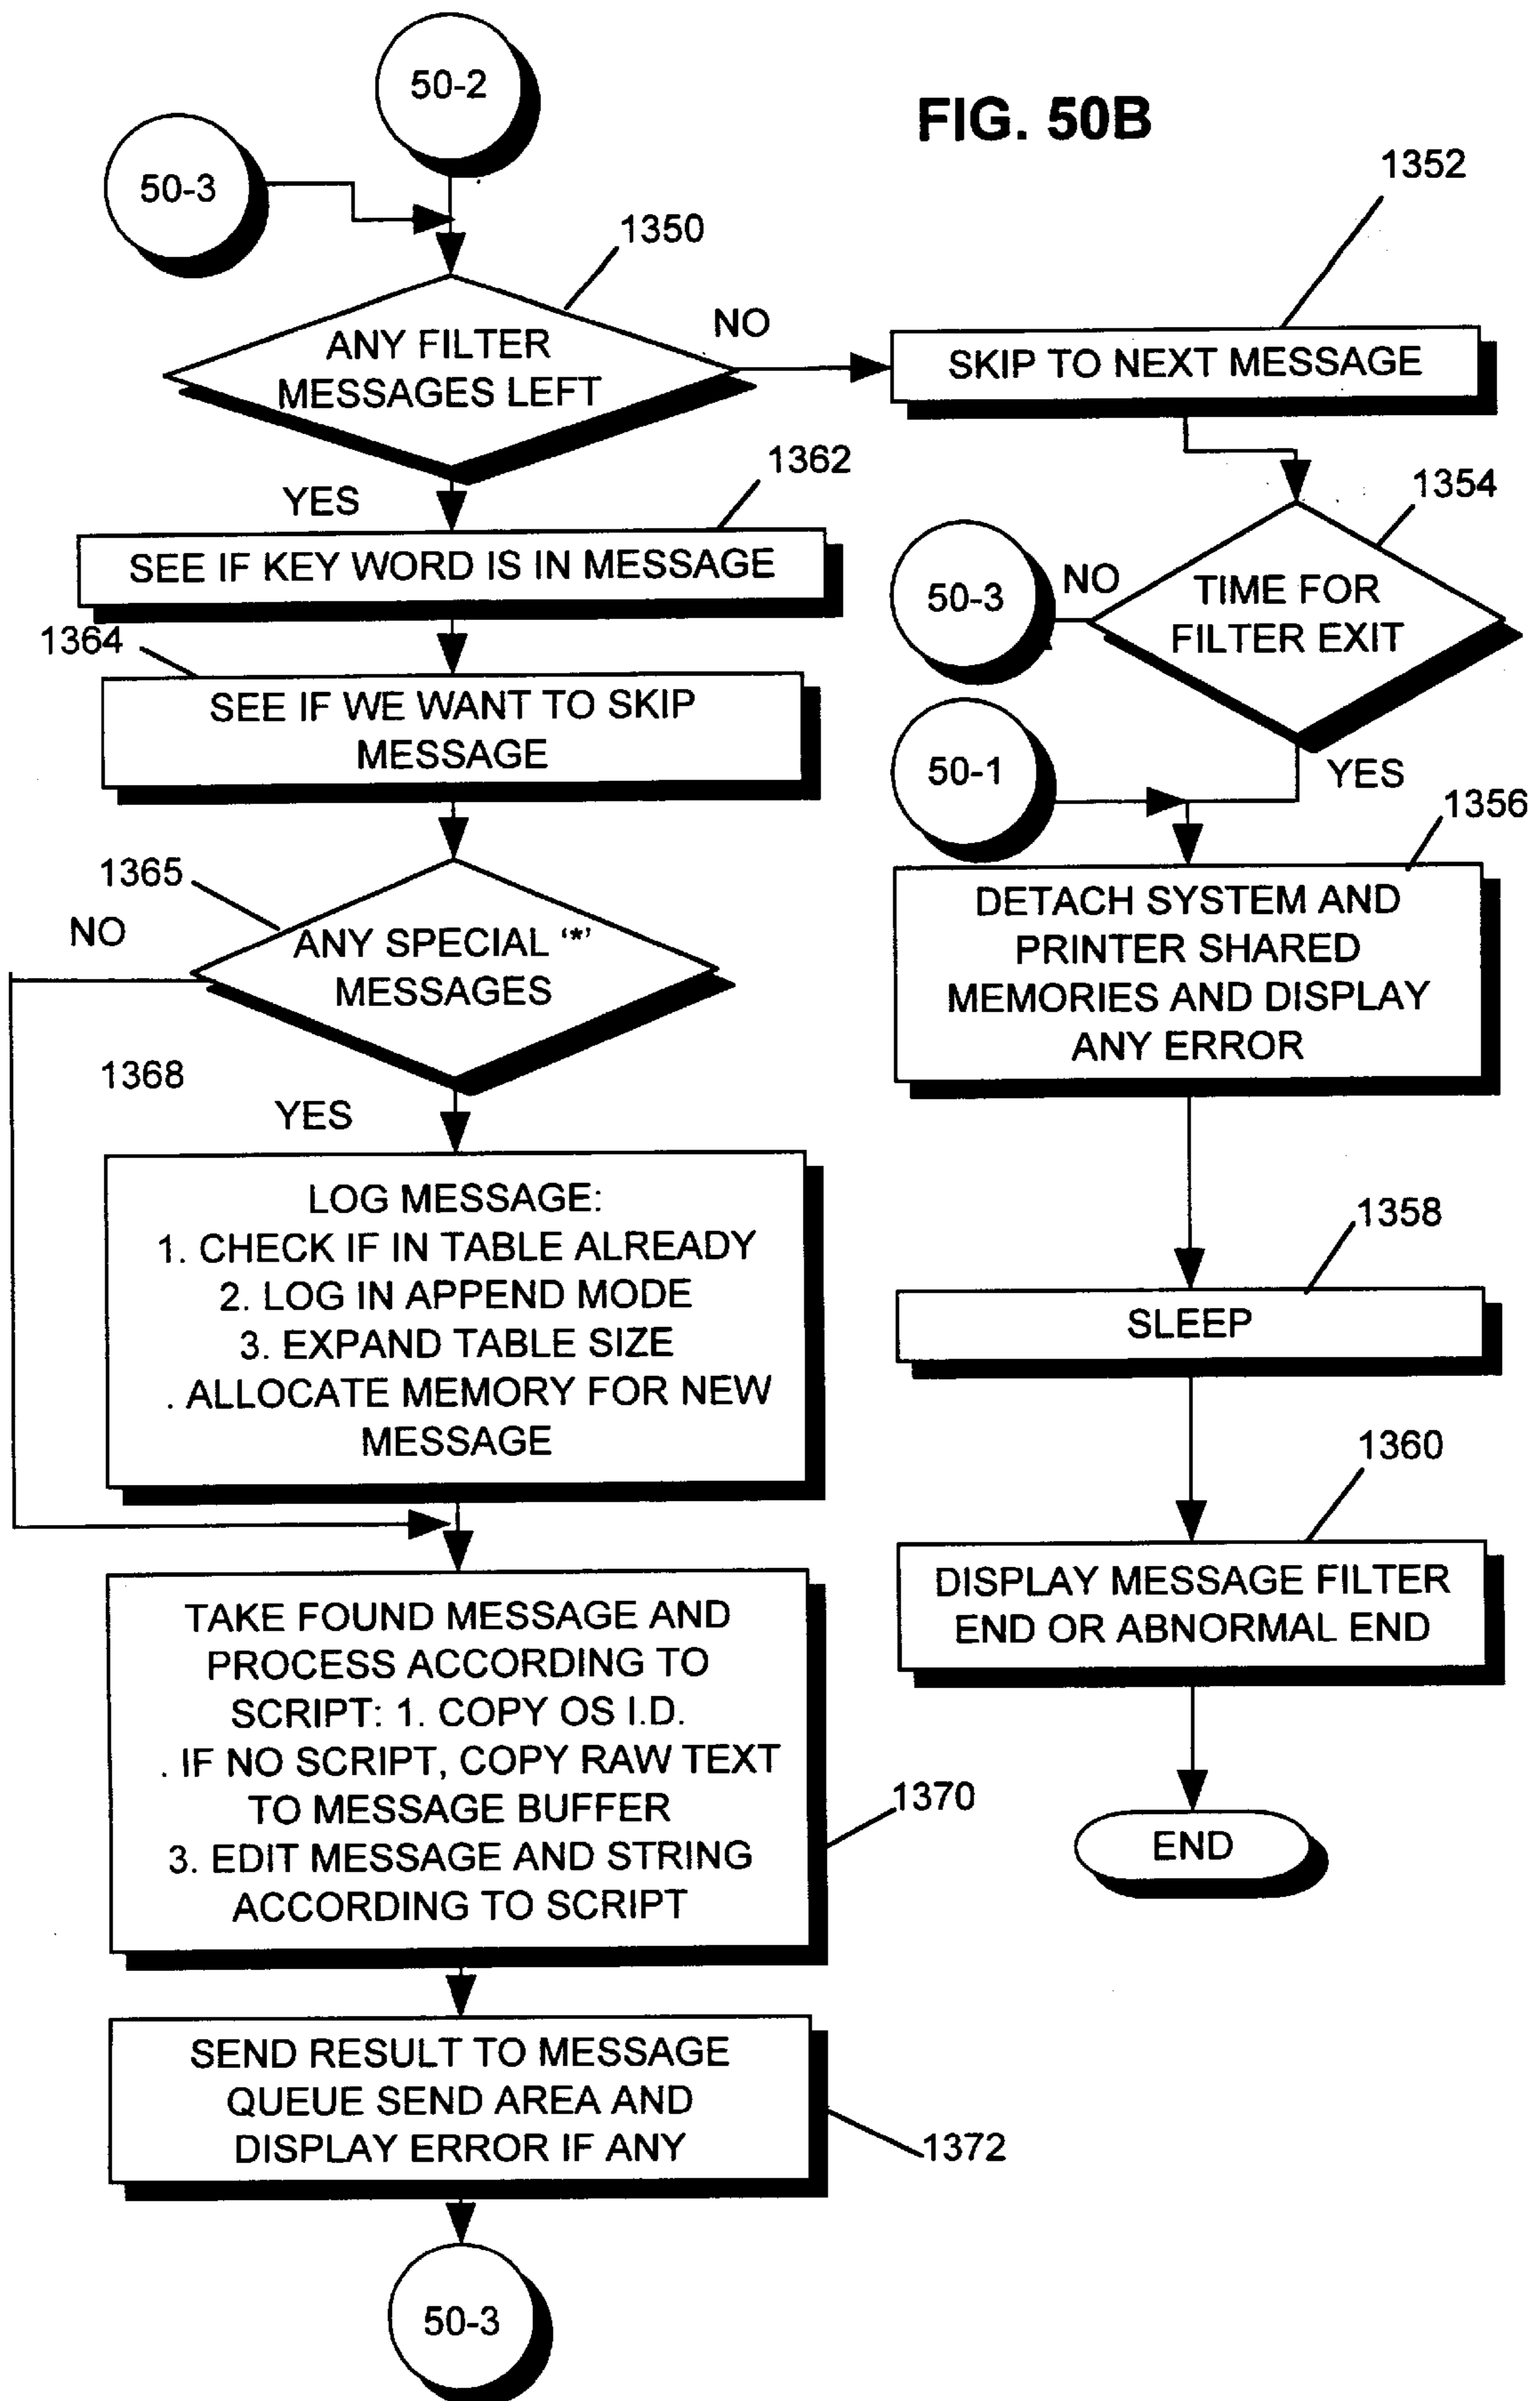 50-2
FIG. 50B
50-3
1352
1350
NO
ANY FILTER
MESSAGES LEFT
SKIP TO NEXT MESSAGE
1362
YES
1354
SEE IF KEY WORD IS IN MESSAGE
50-3
NO
TIME FOR
FILTER EXIT
1364
SEE IF WE WANT TO SKIP
MESSAGE
50-1
YES
1356
1365
NO
ANY SPECIAL '*'
MESSAGES
DETACH SYSTEM AND
PRINTER SHARED
MEMORIES AND DISPLAY
ANY ERROR
1368
YES
LOG MESSAGE:
1. CHECK IF IN TABLE ALREADY
2. LOG IN APPEND MODE
3. EXPAND TABLE SIZE
. ALLOCATE MEMORY FOR NEW
MESSAGE
1358
SLEEP
1360
DISPLAY MESSAGE FILTER
END OR ABNORMAL END
TAKE FOUND MESSAGE AND
PROCESS ACCORDING TO
SCRIPT: 1. COPY OS I.D.
. IF NO SCRIPT, COPY RAW TEXT
TO MESSAGE BUFFER
3. EDIT MESSAGE AND STRING
ACCORDING TO SCRIPT
1370
END
SEND RESULT TO MESSAGE
QUEUE SEND AREA AND
DISPLAY ERROR IF ANY
1372
50-3